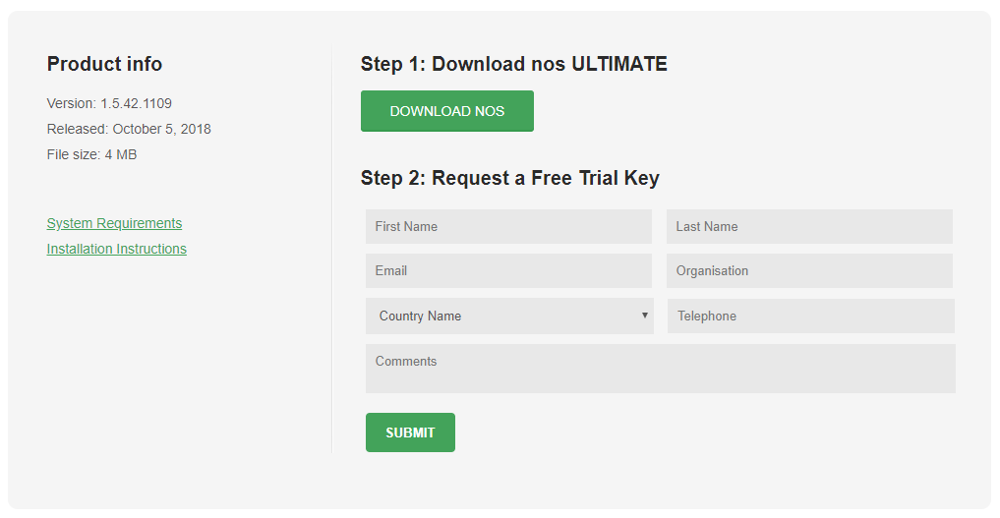 Product info
Version: 1.5.42.1109
Released: October 5, 2018
File size: 4 MB
System Requirements
Installation Instructions
Step 1: Download nos ULTIMATE
DOWNLOAD NOS
Step 2: Request a Free Trial Key
First Name
Last Name
Email
Organisation
Country Name
Telephone
Comments
SUBMIT